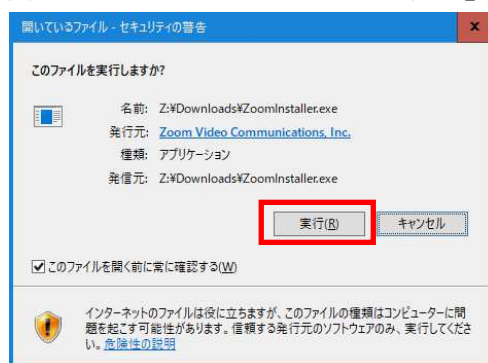 開いているファイル - セキュリティの警告
x
このファイルを実行しますか?
名前: Z:¥Downloads¥ZoomInstaller.exe
発行元: Zoom Video Communications, Inc.
種類: アプリケーション
発信元: Z:¥Downloads¥ZoomInstaller.exe
実行(R) キャンセル
このファイルを開く前に常に確認する(W)
インターネットのファイルは役に立ちますが、このファイルの種類はコンピューターに問
題を起こす可能性があります。信頼する発行元のソフトウェアのみ、実行してくださ
い。危険性の説明